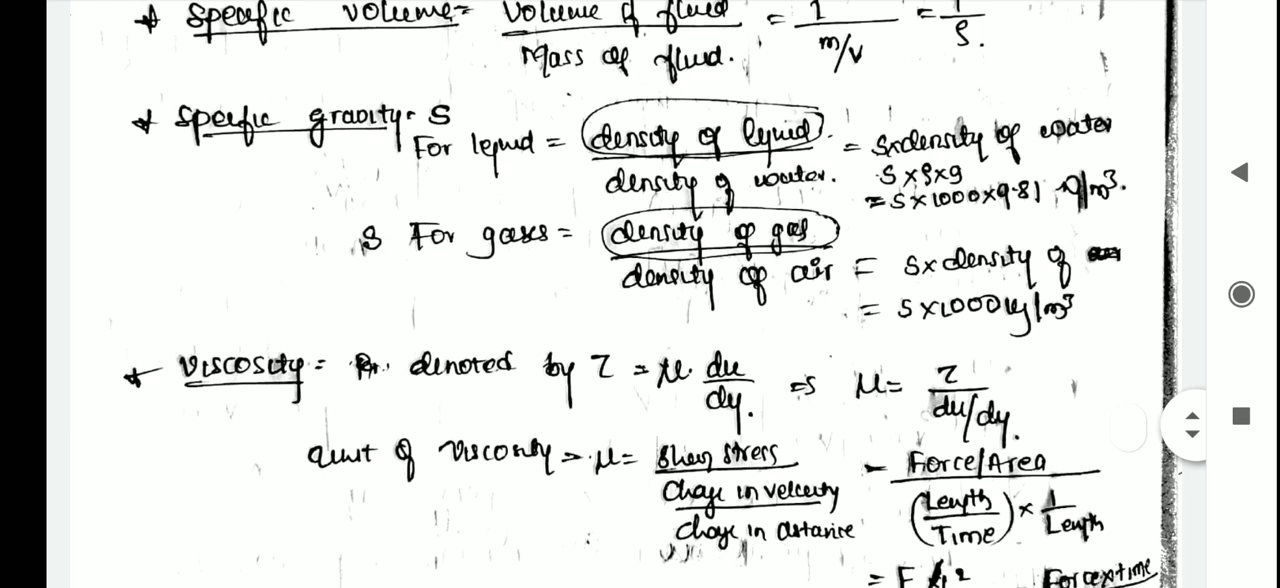 * Specific volume = Volume of fluid / Mass of fluid. = 1 / m/v = 1 / ρ.
* Specific gravity = S
For liquid = density of liquid / density of water. = S x density of water
S x ρ x g
= S x 1000 x 9.81 N/m³.
S For gases = density of gas / density of air = S x density of
= S x 1000 kg/m³
* Viscosity = denoted by τ = μ. du / dy. => μ = τ / du/dy.
unit of viscosity => μ = Shear stress / Change in velocity / Change in distance = Force/Area / (Length / Time) x 1 / Length
= F Force x time